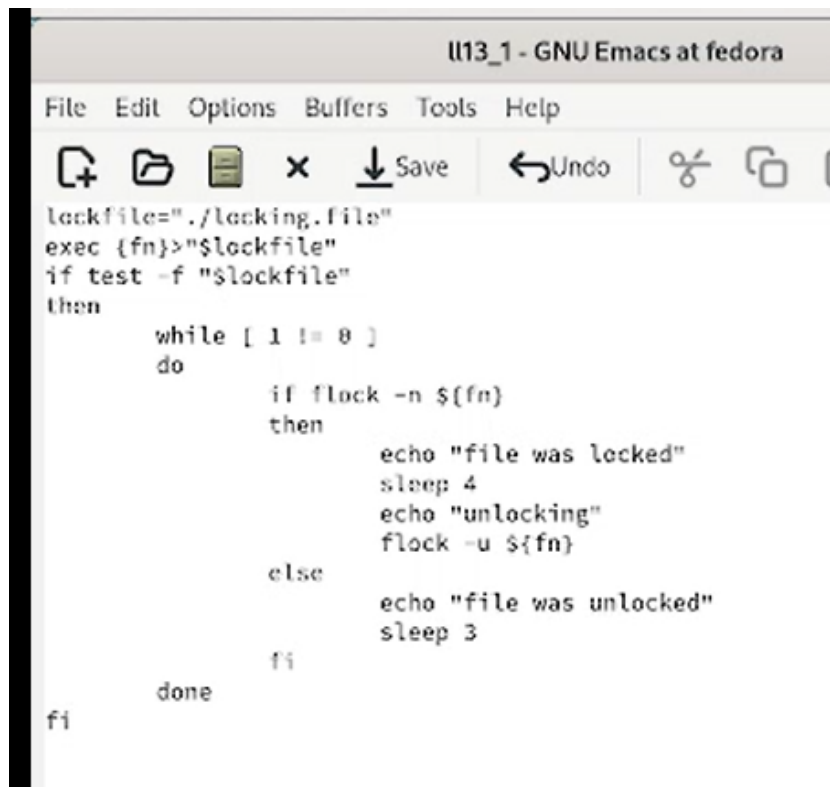 ll13_1 - GNU Emacs at fedora
File Edit Options Buffers Tools Help
Save Undo
lockfile="./locking.file"
exec {fn}>"$lockfile"
if test -f "$lockfile"
then
while [ 1 != 0 ]
do
if flock -n ${fn}
then
echo "file was locked"
sleep 4
echo "unlocking"
flock -u ${fn}
else
echo "file was unlocked"
sleep 3
fi
done
fi